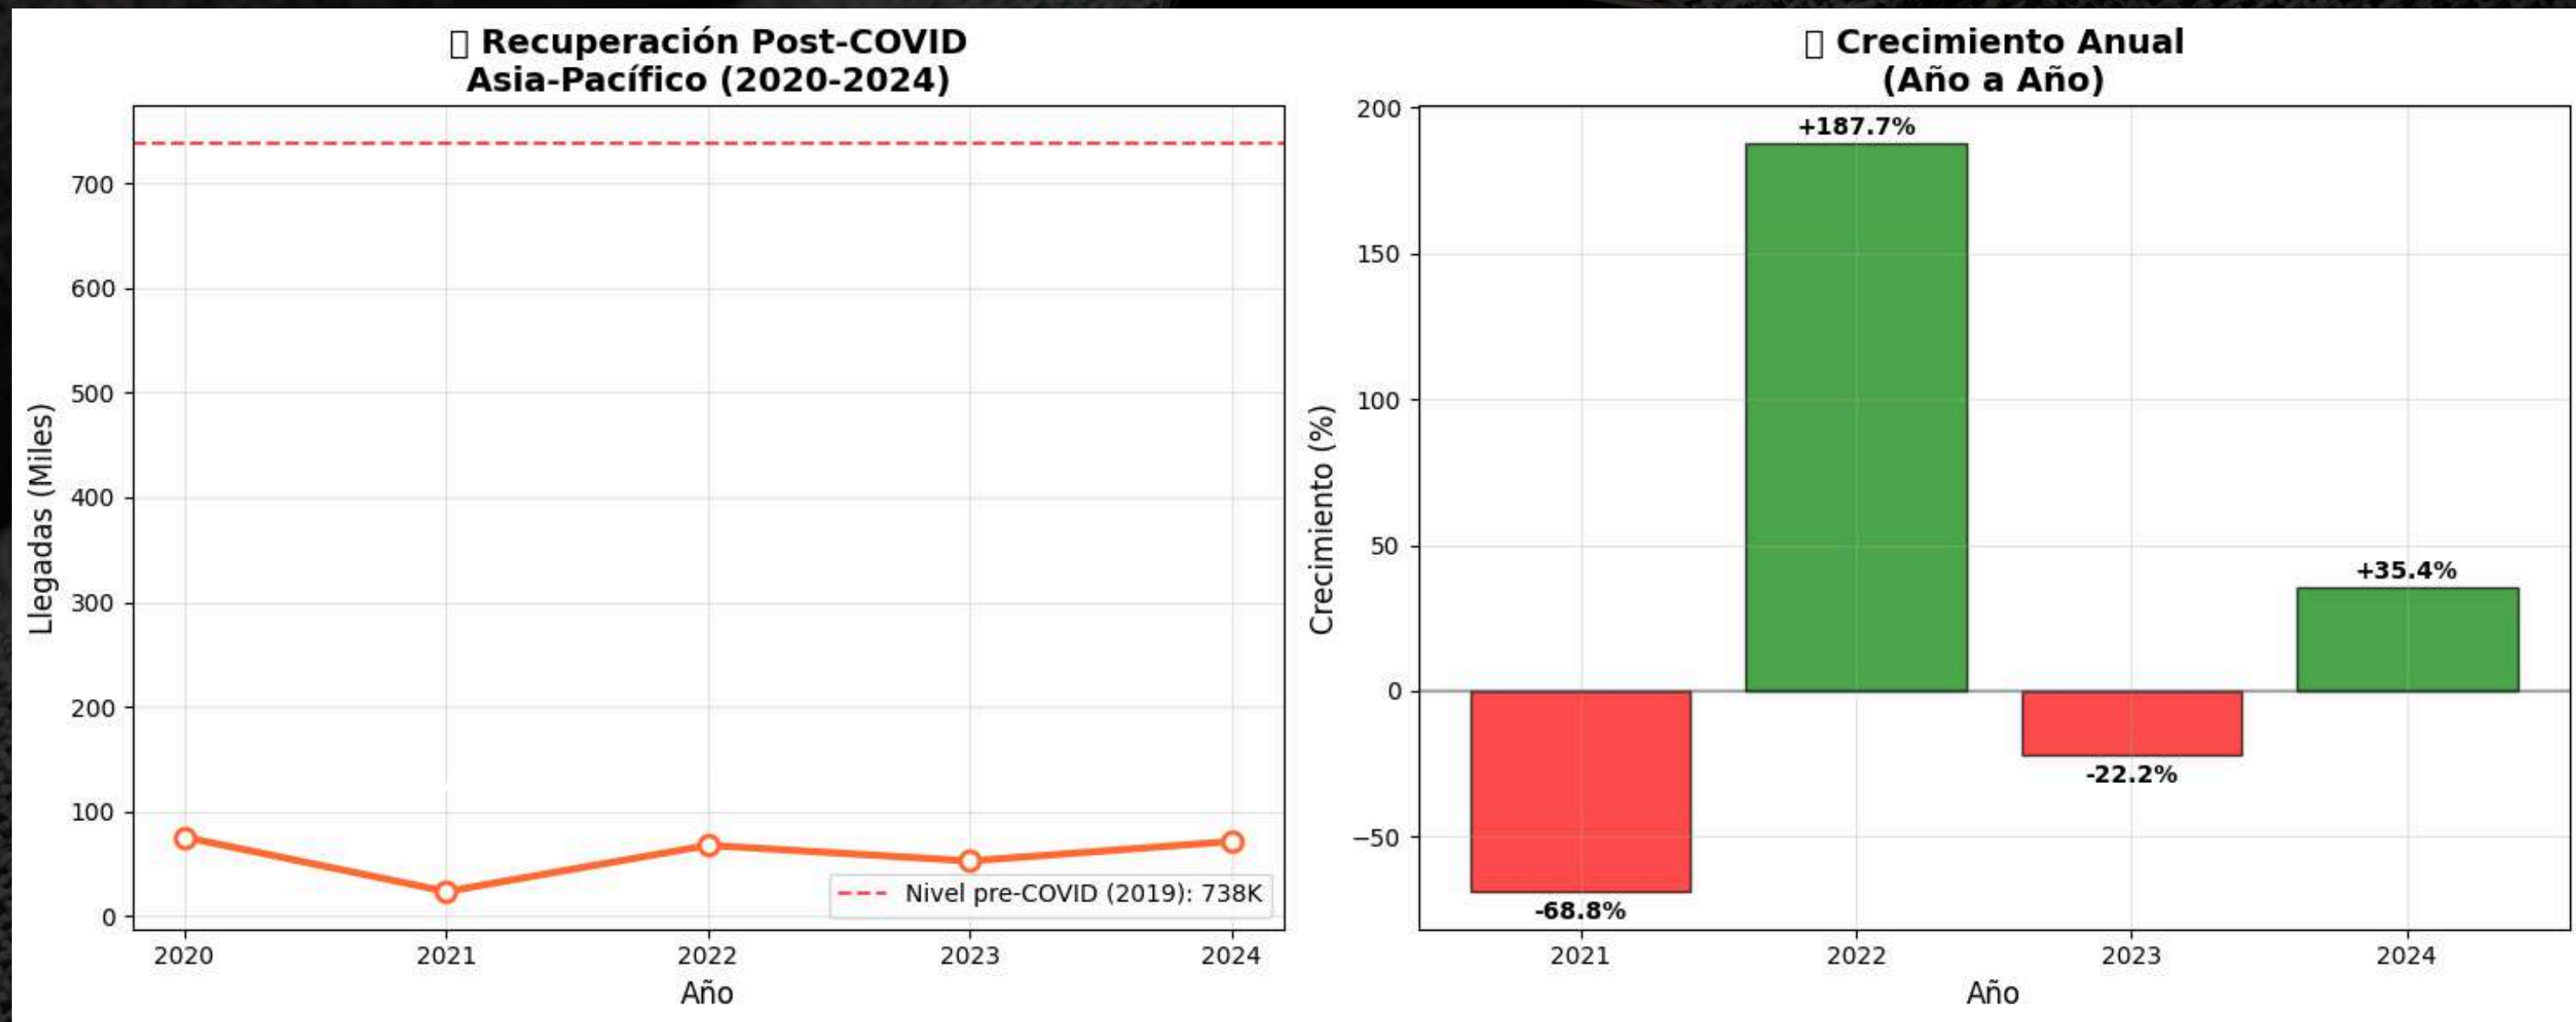 Recuperación Post-COVID
Asia-Pacífico (2020-2024)
Llegadas (Miles)
700
600
500
400
300
200
100
0
2020 2021 2022 2023 2024
Año
Nivel pre-COVID (2019): 738K
Crecimiento Anual
(Año a Año)
Crecimiento (%)
200
150
100
50
0
−50
+187.7%
+35.4%
-22.2%
-68.8%
2021 2022 2023 2024
Año